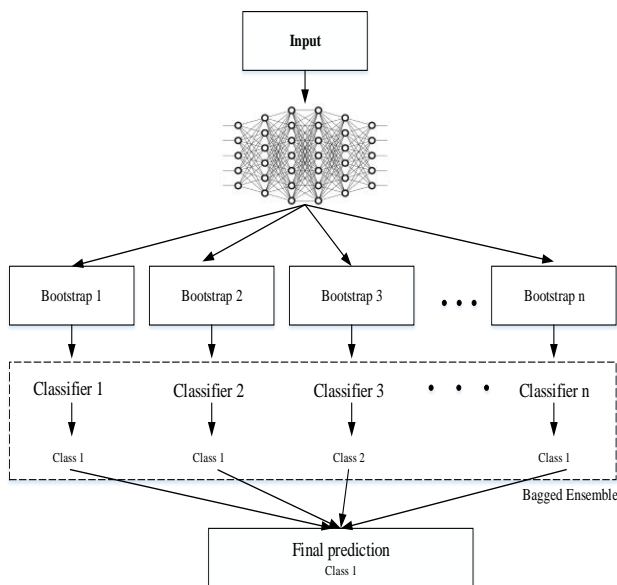 Input
Bootstrap 1
Bootstrap 2
Bootstrap 3
Bootstrap n
Classifier 1
Classifier 2
Classifier 3
Classifier n
Class 1
Class 1
Class 2
Class 1
Bagged Ensemble
Final prediction
Class 1